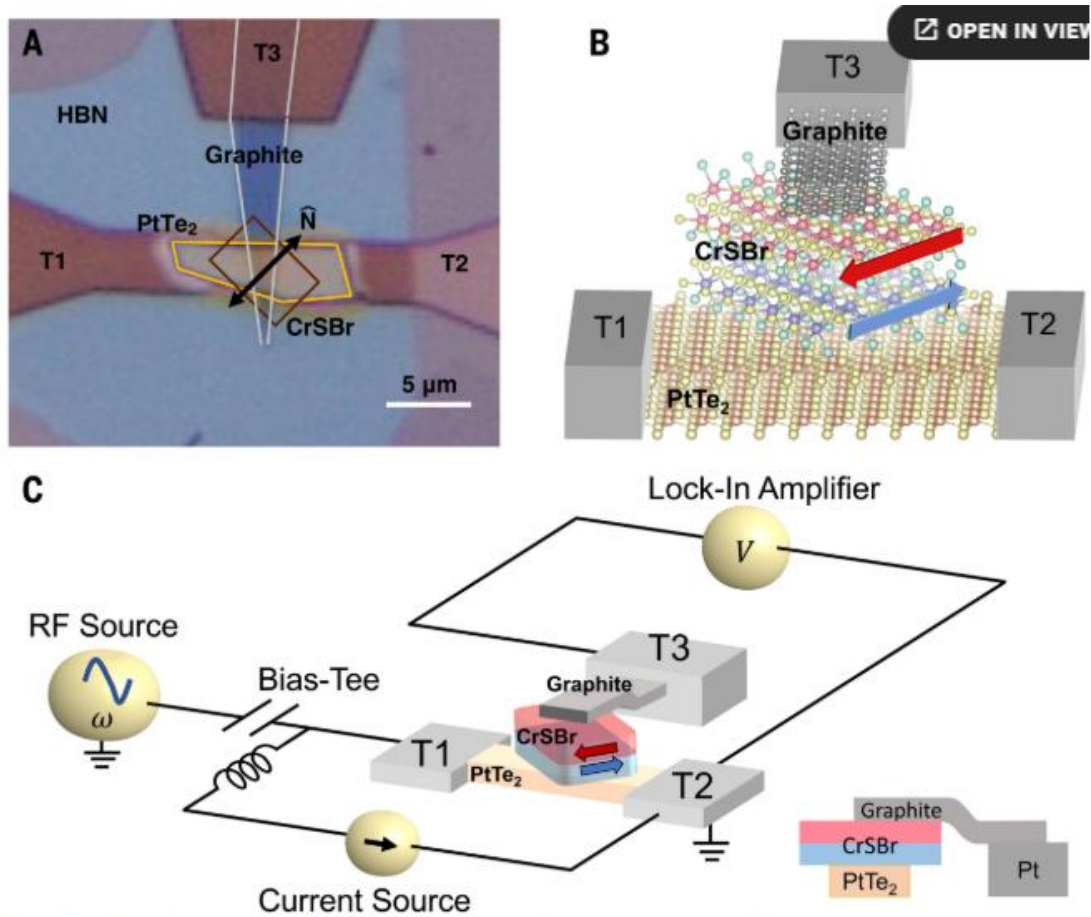 A
T3
HBN
Graphite
PtTe₂
N̂
T1
T2
CrSBr
5 µm
B
OPEN IN VIEW
T3
Graphite
CrSBr
T1
T2
PtTe₂
C
Lock-In Amplifier
V
RF Source
ω
Bias-Tee
T3
Graphite
CrSBr
T1
PtTe₂
T2
Current Source
Graphite
CrSBr
PtTe₂
Pt